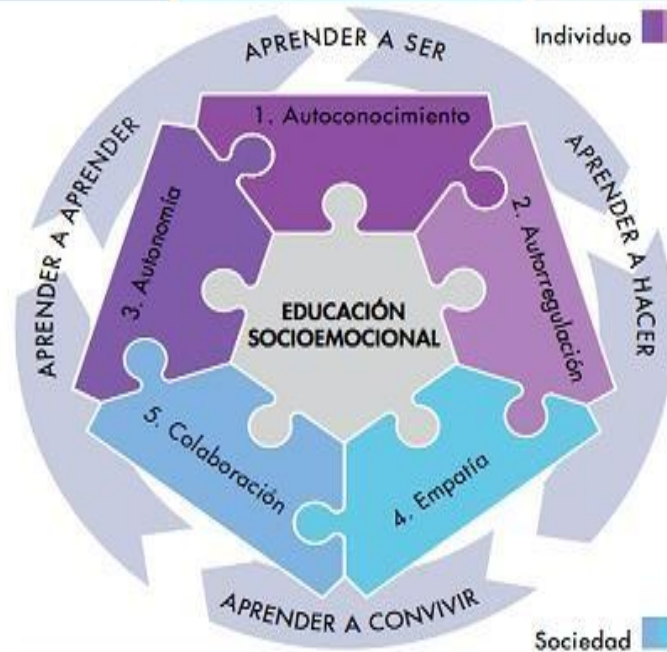 APRENDER A SER
Individuo
1. Autoconocimiento
APRENDER A APRENDER
APRENDER A HACER
3. Autonomía
2. Autorregulación
EDUCACIÓN
SOCIOEMOCIONAL
5. Colaboración
4. Empatía
APRENDER A CONVIVIR
Sociedad